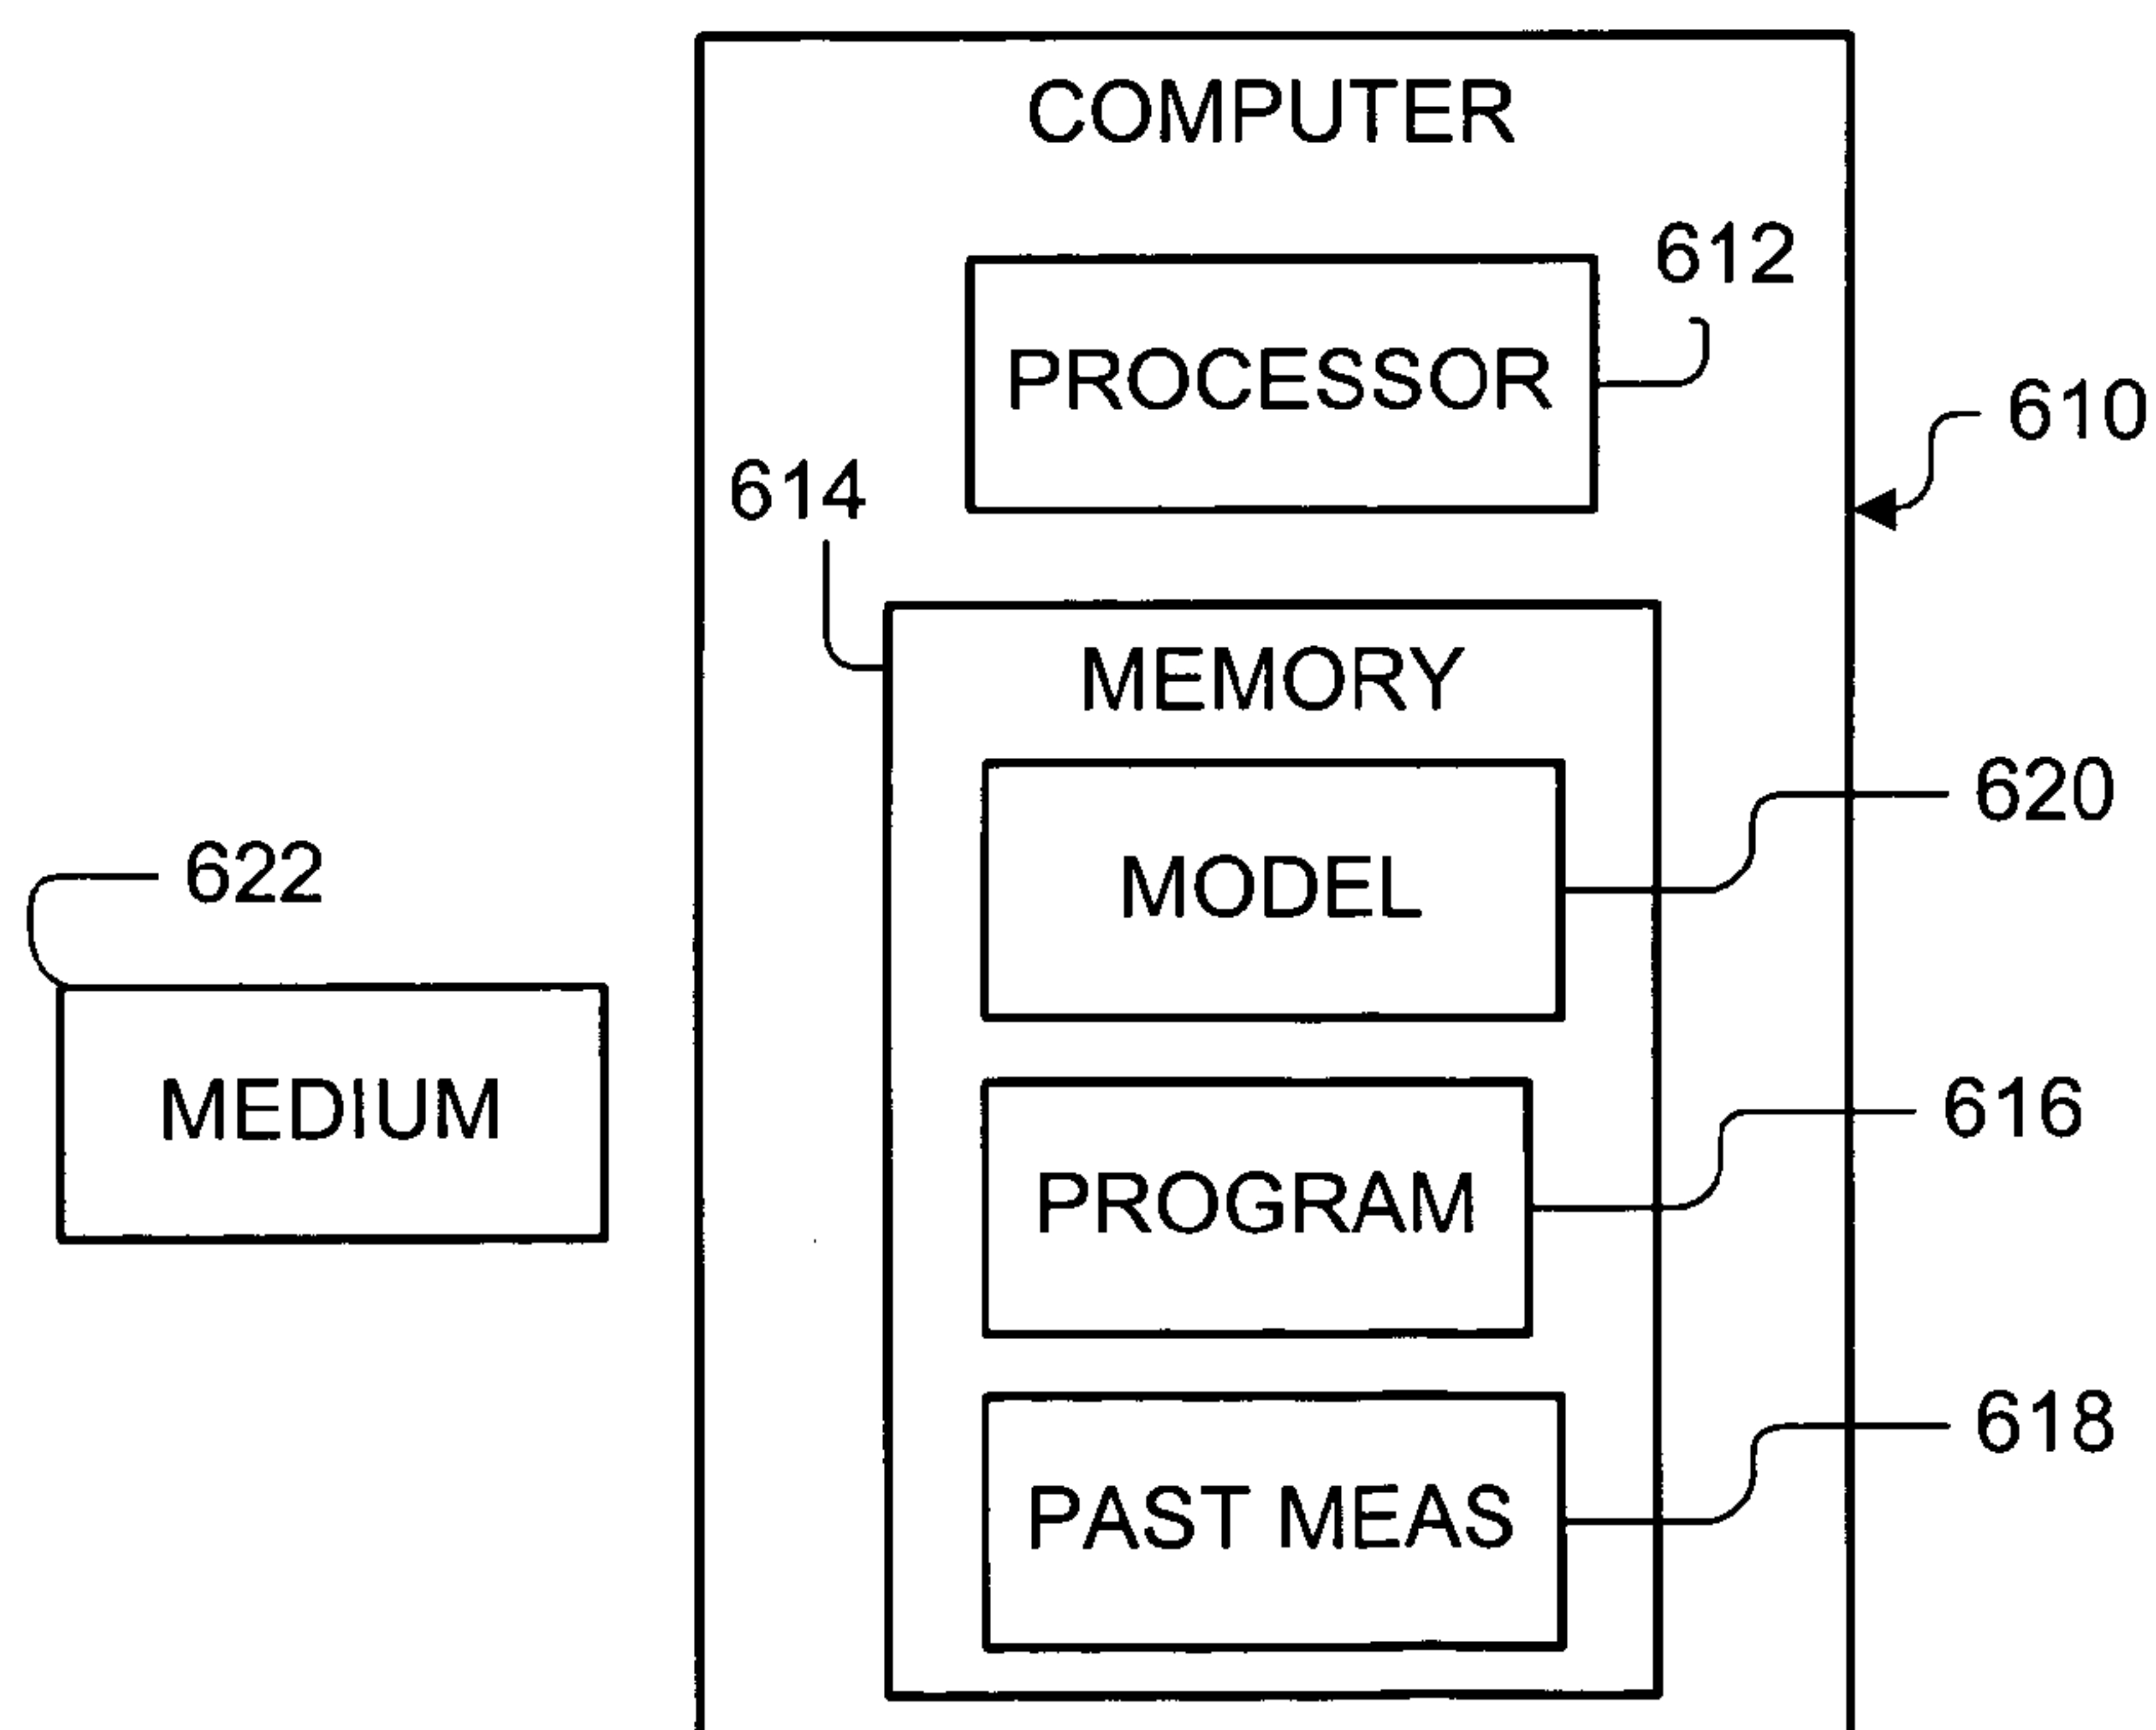 COMPUTER
612
PROCESSOR
610
614
MEMORY
620
MODEL
622
MEDIUM
616
PROGRAM
618
PAST MEAS